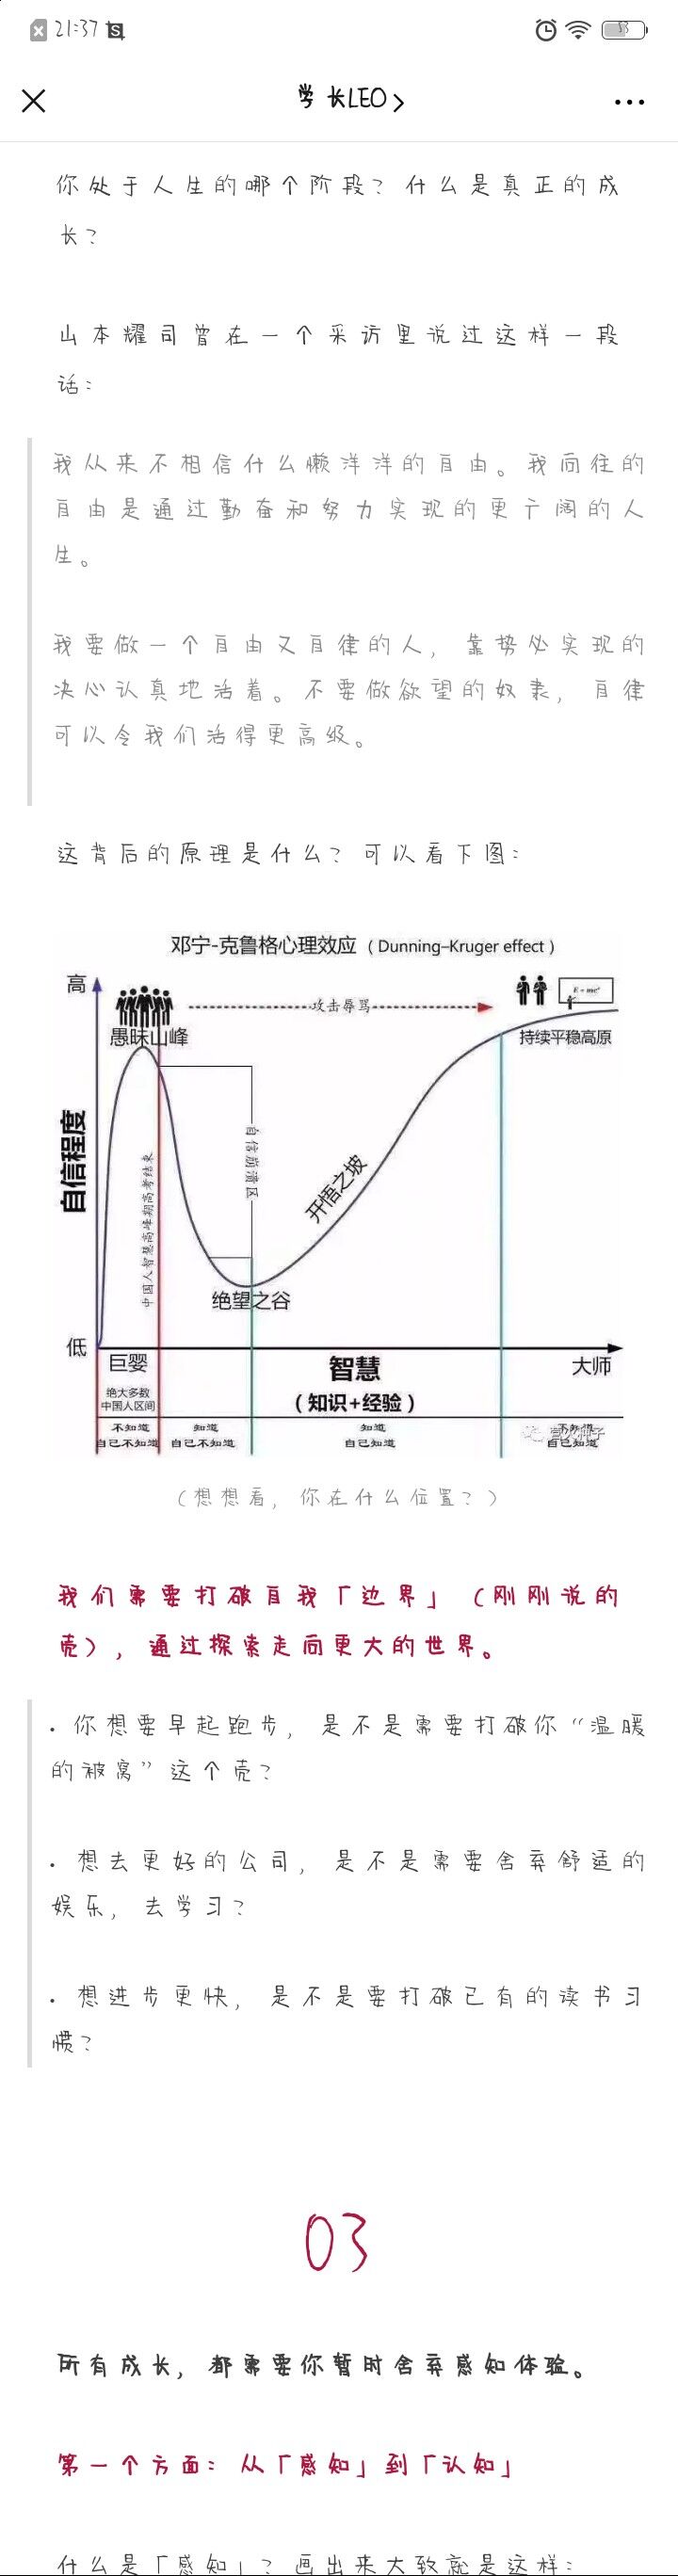 21:37
53
学长LEO
你处于人生的哪个阶段？什么是真正的成
长？
山本耀司曾在一个采访里说过这样一段
话：
我从来不相信什么懒洋洋的自由。我向往的
自由是通过勤奋和努力实现的更广阔的人
生。
我要做一个自由又自律的人，靠势必实现的
决心认真地活着。不要做欲望的奴隶，自律
可以令我们活得更高级。
这背后的原理是什么？可以看下图：
邓宁-克鲁格心理效应（Dunning–Kruger effect）
高
攻击辱骂
E = mc²
愚昧山峰
持续平稳高原
自信程度
中国人智慧高峰期高考结束
自信崩溃区
开悟之坡
绝望之谷
低
巨婴
智慧
大师
绝大多数
中国人区间
（知识+经验）
不知道
自己不知道
知道
自己不知道
知道
自己知道
不知道
自己知道
（想想看，你在什么位置？）
我们需要打破自我「边界」（刚刚说的
壳），通过探索走向更大的世界。
. 你想要早起跑步，是不是需要打破你“温暖
的被窝”这个壳？
. 想去更好的公司，是不是需要舍弃舒适的
娱乐，去学习？
. 想进步更快，是不是要打破已有的读书习
惯？
03
所有成长，都需要你暂时舍弃感知体验。
第一个方面：从「感知」到「认知」
什么是「感知」？画出来大致就是这样：